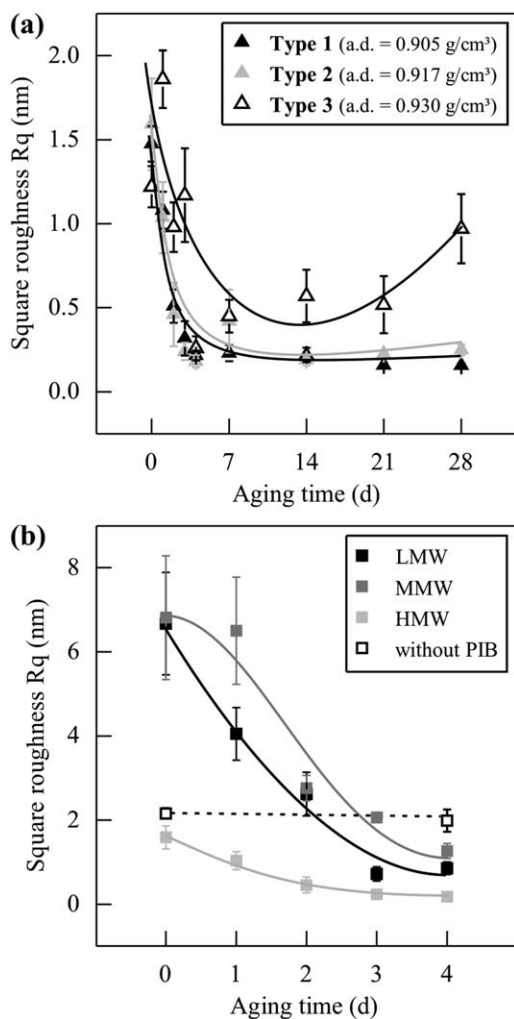 (a)
Type 1 (a.d. = 0.905 g/cm³)
Type 2 (a.d. = 0.917 g/cm³)
Type 3 (a.d. = 0.930 g/cm³)
Square roughness Rq (nm)
2.0
1.5
1.0
0.5
0.0
0 7 14 21 28
Aging time (d)
(b)
LMW
MMW
HMW
without PIB
Square roughness Rq (nm)
8
6
4
2
0
0 1 2 3 4
Aging time (d)